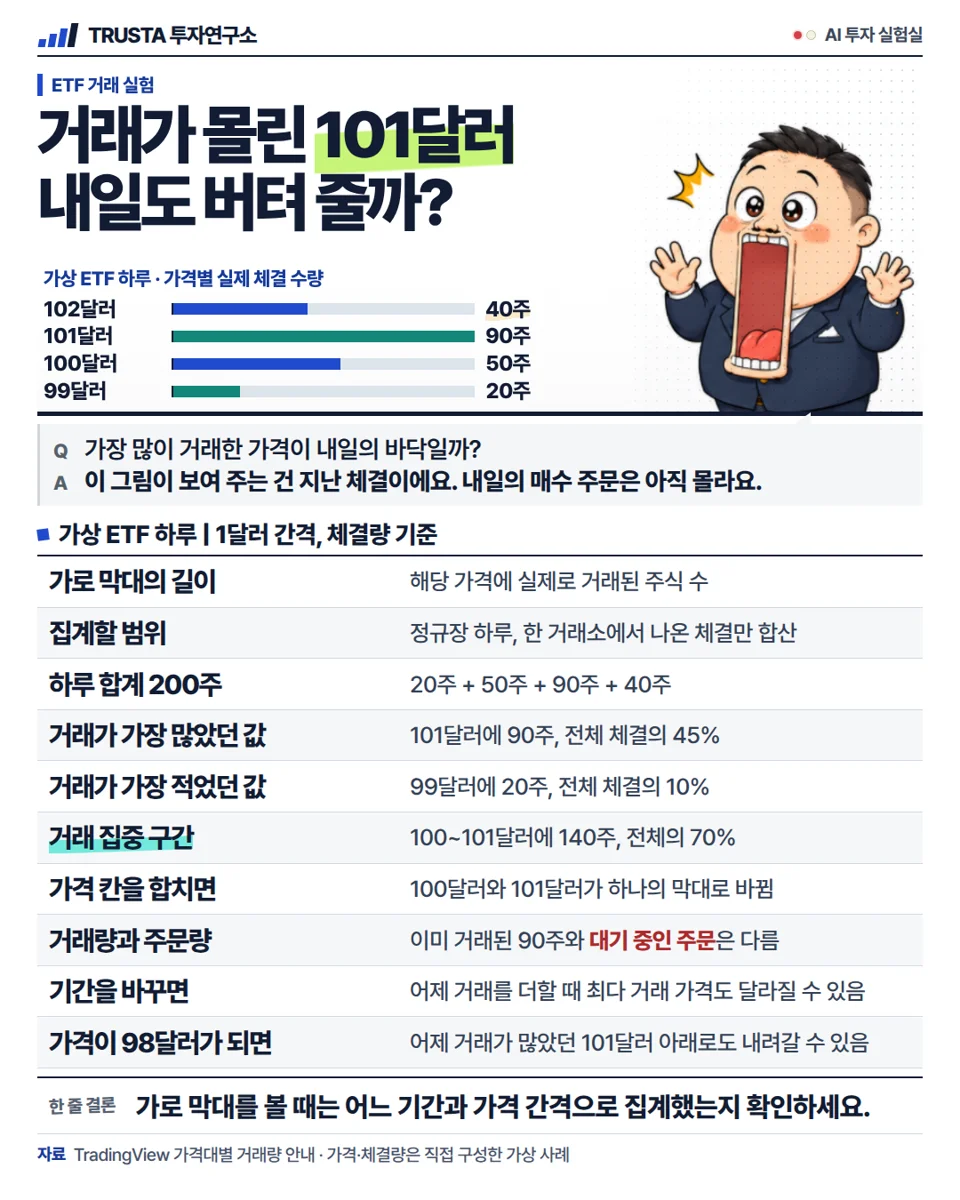 TRUSTA 투자연구소
AI 투자 실험실
ETF 거래 실험
거래가 몰린 101달러
내일도 버텨 줄까?
가상 ETF 하루 · 가격별 실제 체결 수량
102달러 40주
101달러 90주
100달러 50주
99달러 20주
Q 가장 많이 거래한 가격이 내일의 바닥일까?
A 이 그림이 보여 주는 건 지난 체결이에요. 내일의 매수 주문은 아직 몰라요.
가상 ETF 하루 | 1달러 간격, 체결량 기준
가로 막대의 길이 해당 가격에 실제로 거래된 주식 수
집계할 범위 정규장 하루, 한 거래소에서 나온 체결만 합산
하루 합계 200주 20주 + 50주 + 90주 + 40주
거래가 가장 많았던 값 101달러에 90주, 전체 체결의 45%
거래가 가장 적었던 값 99달러에 20주, 전체 체결의 10%
거래 집중 구간 100~101달러에 140주, 전체의 70%
가격 칸을 합치면 100달러와 101달러가 하나의 막대로 바뀜
거래량과 주문량 이미 거래된 90주와 대기 중인 주문은 다름
기간을 바꾸면 어제 거래를 더할 때 최다 거래 가격도 달라질 수 있음
가격이 98달러가 되면 어제 거래가 많았던 101달러 아래로도 내려갈 수 있음
한 줄 결론 가로 막대를 볼 때는 어느 기간과 가격 간격으로 집계했는지 확인하세요.
자료 TradingView 가격대별 거래량 안내 · 가격·체결량은 직접 구성한 가상 사례